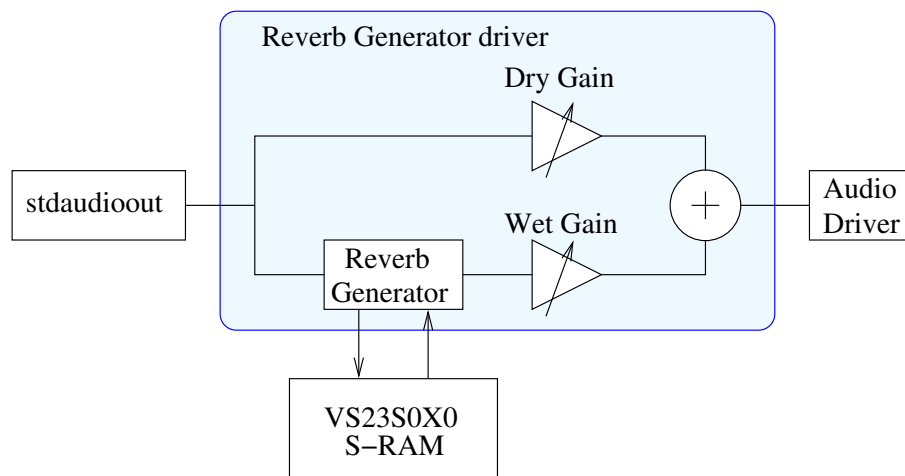 Reverb Generator driver
Dry Gain
stdaudioout
Audio
Driver
Wet Gain
Reverb
Generator
+
VS23S0X0
S−RAM